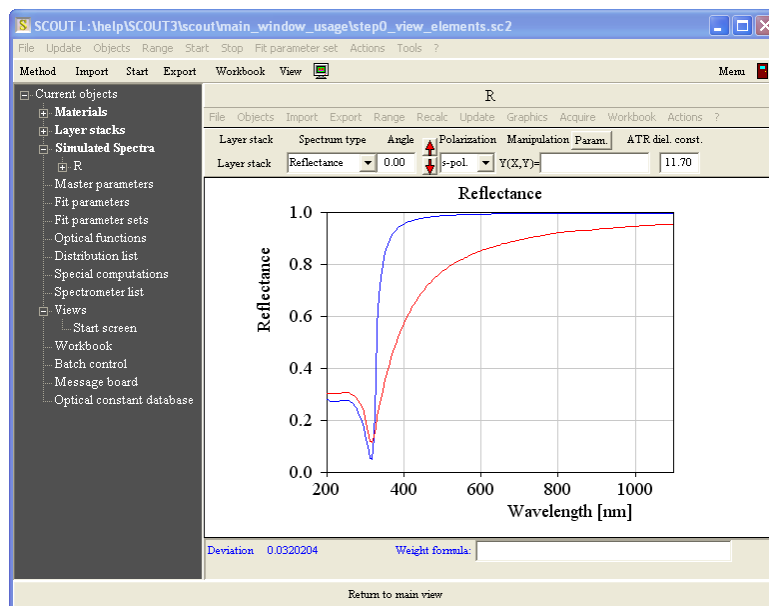 SCOUT L:\help\SCOUT3\scout\main_window_usage\step0_view_elements.sc2
File Update Objects Range Start Stop Fit parameter set Actions Tools ?
Method Import Start Export Workbook View Menu
Current objects
Materials
Layer stacks
Simulated Spectra
R
Master parameters
Fit parameters
Fit parameter sets
Optical functions
Distribution list
Special computations
Spectrometer list
Views
Start screen
Workbook
Batch control
Message board
Optical constant database
R
File Objects Import Export Range Recalc Update Graphics Acquire Workbook Actions ?
Layer stack Spectrum type Angle Polarization Manipulation Param. ATR diel. const.
Layer stack Reflectance 0.00 s-pol. Y(X,Y)= 11.70
Reflectance
Reflectance
1.0
0.8
0.6
0.4
0.2
0.0
200 400 600 800 1000
Wavelength [nm]
Deviation 0.0320204 Weight formula:
Return to main view